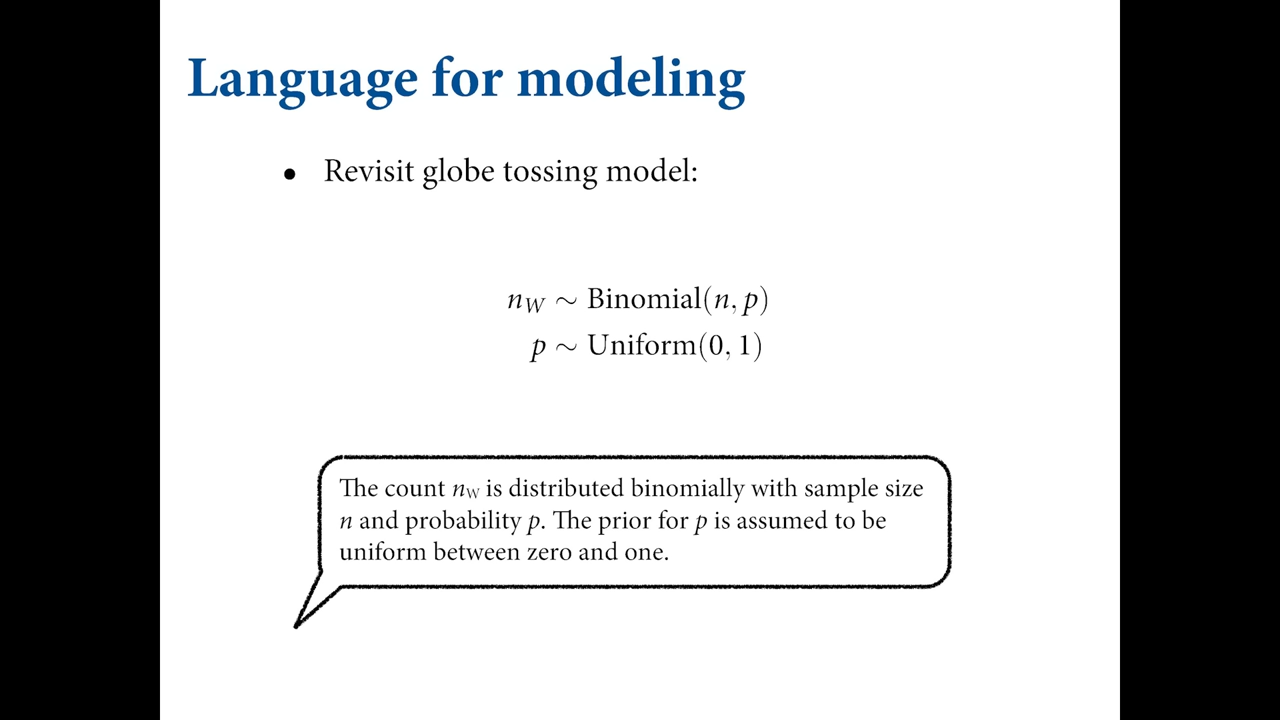 Language for modeling
• Revisit globe tossing model:
n_W ∼ Binomial(n, p)
p ∼ Uniform(0, 1)
The count n_W is distributed binomially with sample size
n and probability p. The prior for p is assumed to be
uniform between zero and one.